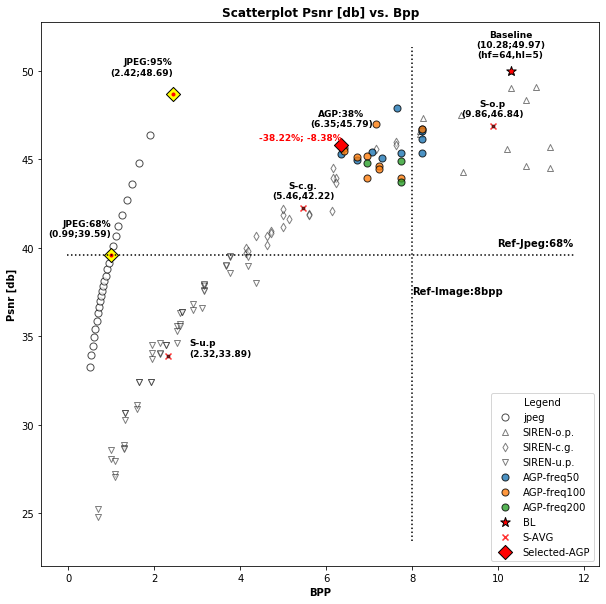 Scatterplot Psnr [db] vs. Bpp
Baseline
(10.28;49.97)
(hf=64,hl=5)
JPEG:95%
(2.42;48.69)
AGP:38%
(6.35;45.79)
S-o.p
(9.86,46.84)
-38.22%; -8.38%
S-c.g.
(5.46,42.22)
JPEG:68%
(0.99;39.59)
Ref-Jpeg:68%
Ref-Image:8bpp
S-u.p
(2.32,33.89)
Psnr [db]
50
45
40
35
30
25
Legend
jpeg
SIREN-o.p.
SIREN-c.g.
SIREN-u.p.
AGP-freq50
AGP-freq100
AGP-freq200
BL
S-AVG
Selected-AGP
0 2 4 6 8 10 12
BPP